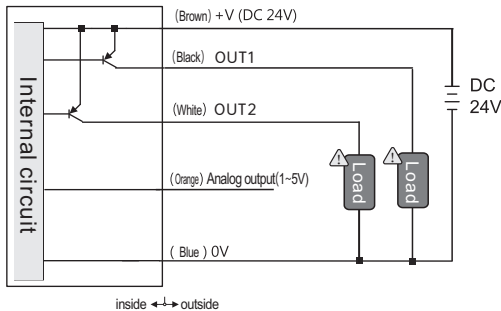 (Brown) +V (DC 24V)
(Black) OUT1
(White) OUT2
(Orange) Analog output(1~5V)
( Blue ) 0V
Internal circuit
Load
Load
DC
24V
inside
outside